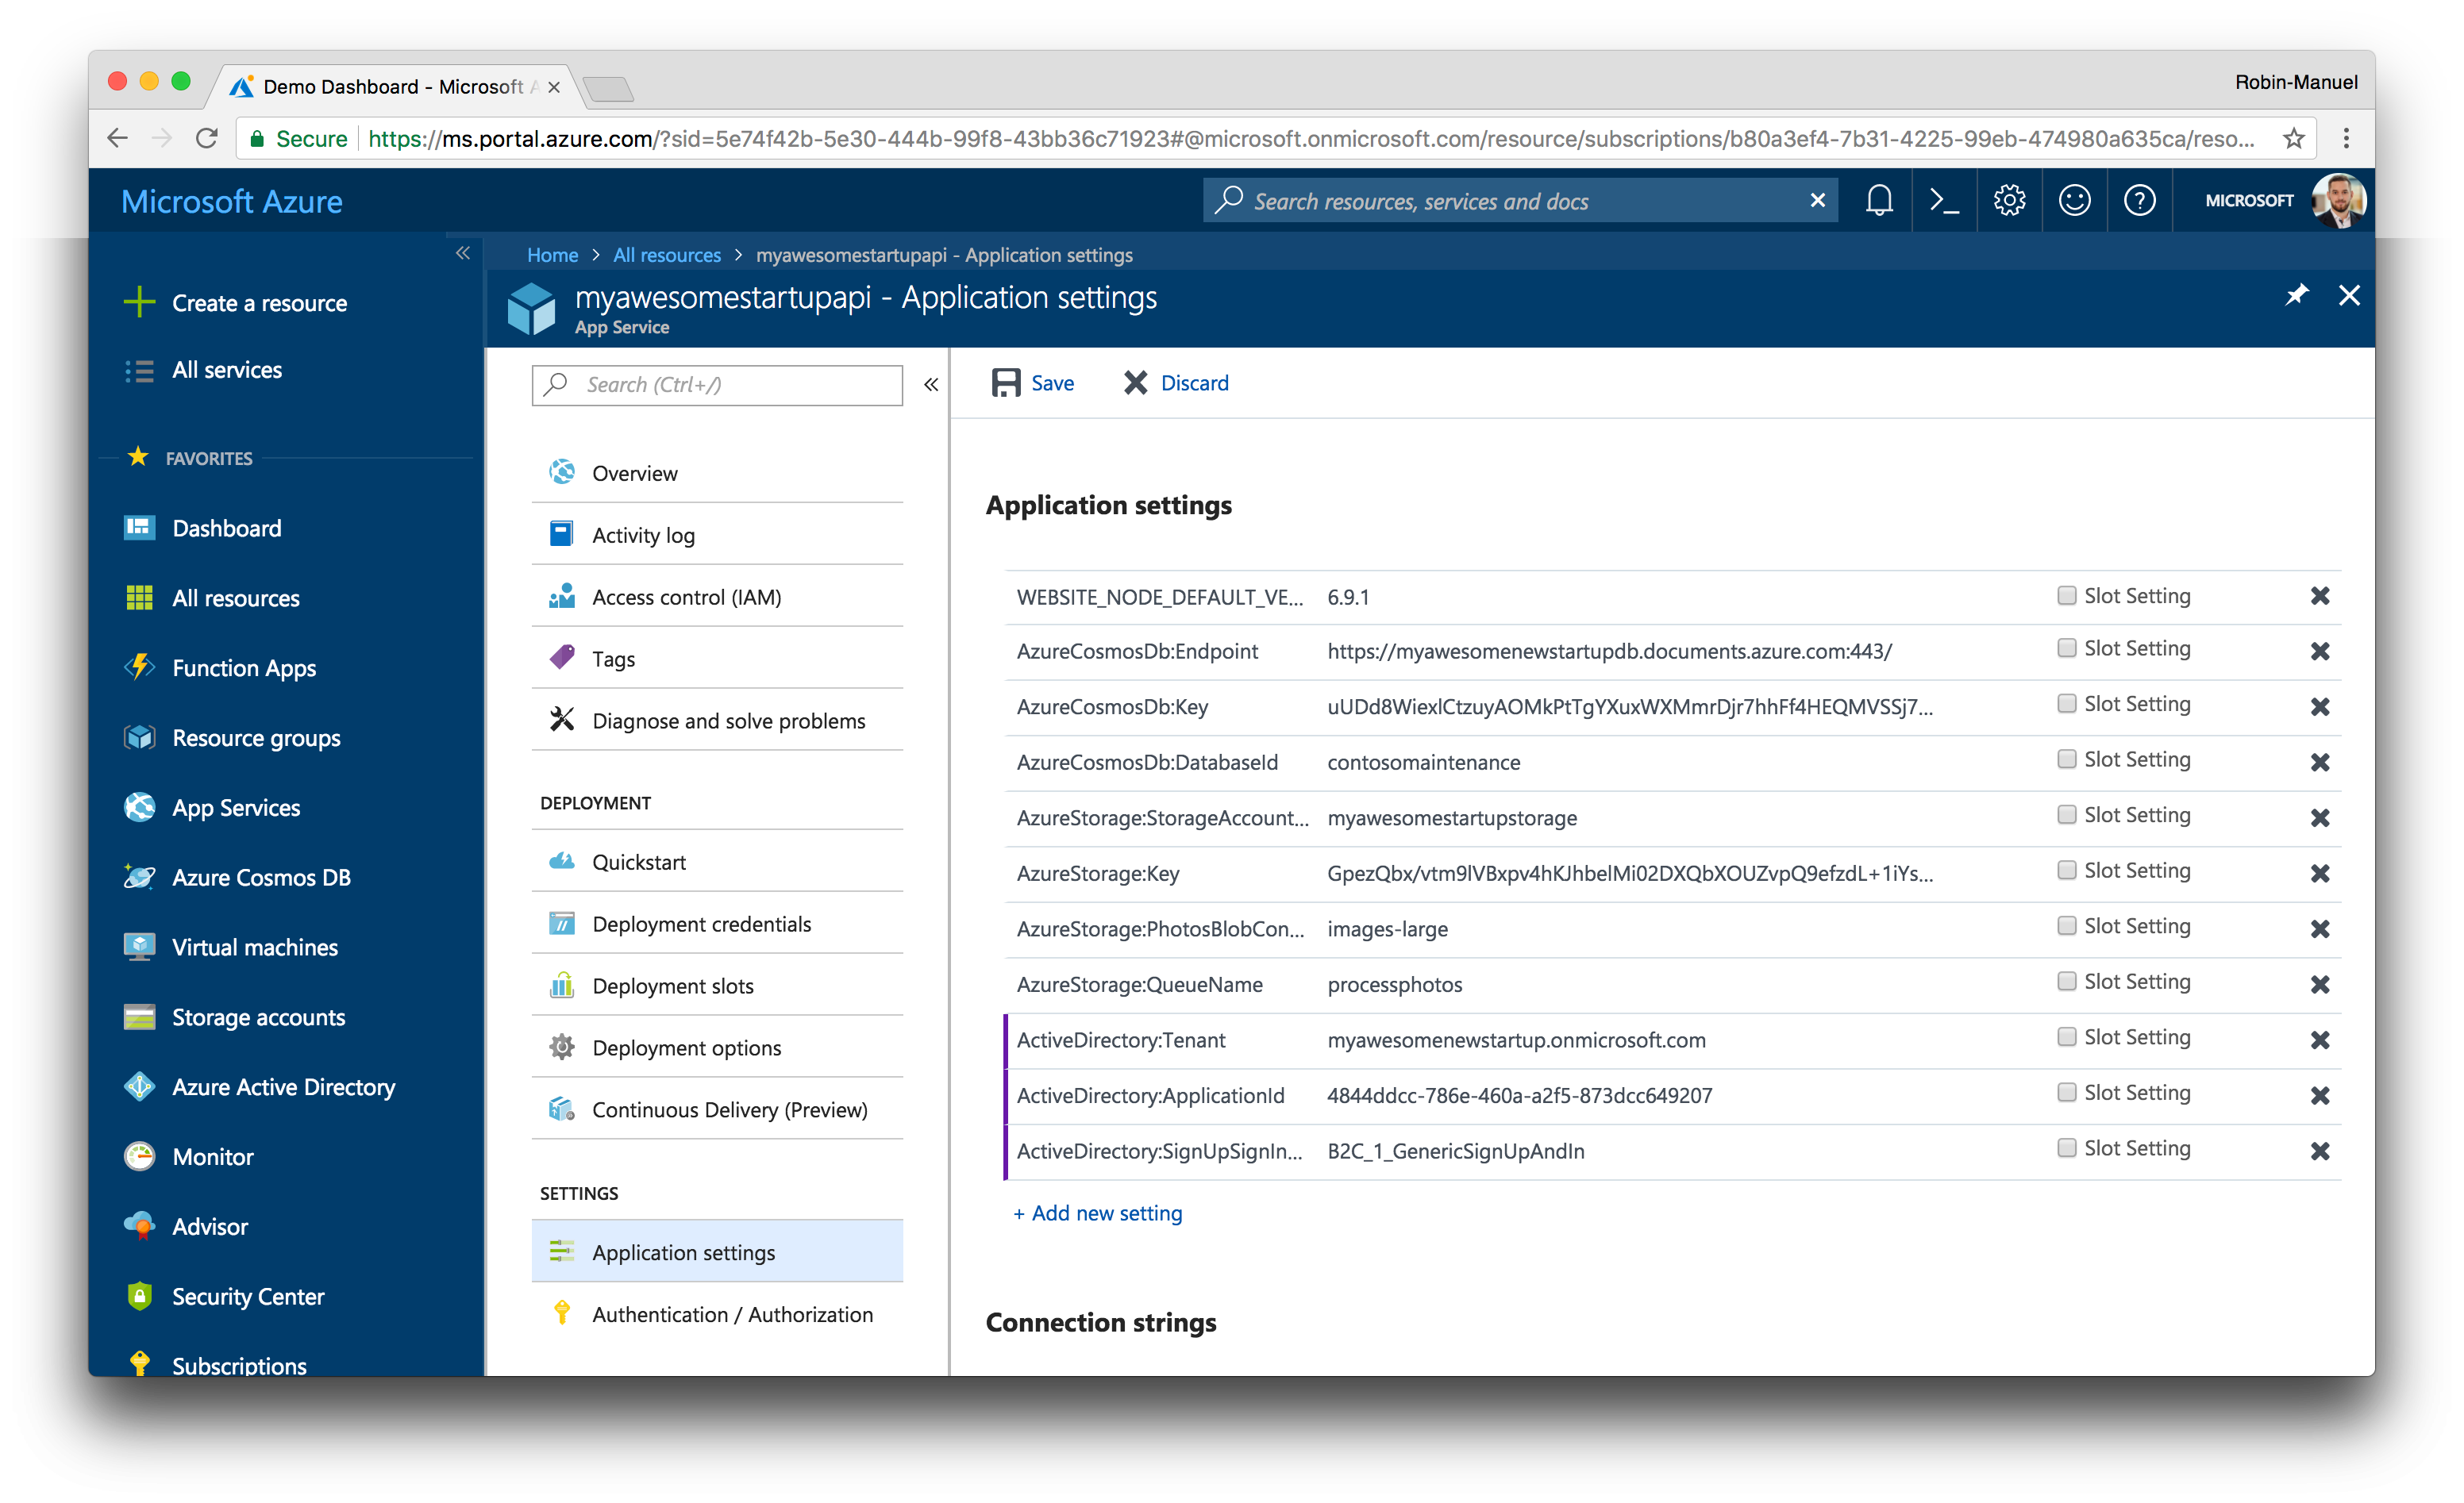 Demo Dashboard - Microsoft A
Robin-Manuel
Secure https://ms.portal.azure.com/?sid=5e74f42b-5e30-444b-99f8-43bb36c71923#@microsoft.onmicrosoft.com/resource/subscriptions/b80a3ef4-7b31-4225-99eb-474980a635ca/reso...
Microsoft Azure
Search resources, services and docs
MICROSOFT
Home > All resources > myawesomestartupapi - Application settings
myawesomestartupapi - Application settings
App Service
Create a resource
All services
FAVORITES
Dashboard
All resources
Function Apps
Resource groups
App Services
Azure Cosmos DB
Virtual machines
Storage accounts
Azure Active Directory
Monitor
Advisor
Security Center
Subscriptions
Search (Ctrl+/)
Overview
Activity log
Access control (IAM)
Tags
Diagnose and solve problems
DEPLOYMENT
Quickstart
Deployment credentials
Deployment slots
Deployment options
Continuous Delivery (Preview)
SETTINGS
Application settings
Authentication / Authorization
Save Discard
Application settings
WEBSITE_NODE_DEFAULT_VE... 6.9.1 Slot Setting
AzureCosmosDb:Endpoint https://myawesomenewstartupdb.documents.azure.com:443/ Slot Setting
AzureCosmosDb:Key uUDd8WiexlCtzuyAOMkPtTgYXuxWXMmrDjr7hhFf4HEQMVSSj7... Slot Setting
AzureCosmosDb:DatabaseId contosomaintenance Slot Setting
AzureStorage:StorageAccount... myawesomestartupstorage Slot Setting
AzureStorage:Key GpezQbx/vtm9lVBxpv4hKJhbelMi02DXQbXOUZvpQ9efzdL+1iYs... Slot Setting
AzureStorage:PhotosBlobCon... images-large Slot Setting
AzureStorage:QueueName processphotos Slot Setting
ActiveDirectory:Tenant myawesomenewstartup.onmicrosoft.com Slot Setting
ActiveDirectory:ApplicationId 4844ddcc-786e-460a-a2f5-873dcc649207 Slot Setting
ActiveDirectory:SignUpSignIn... B2C_1_GenericSignUpAndIn Slot Setting
+ Add new setting
Connection strings